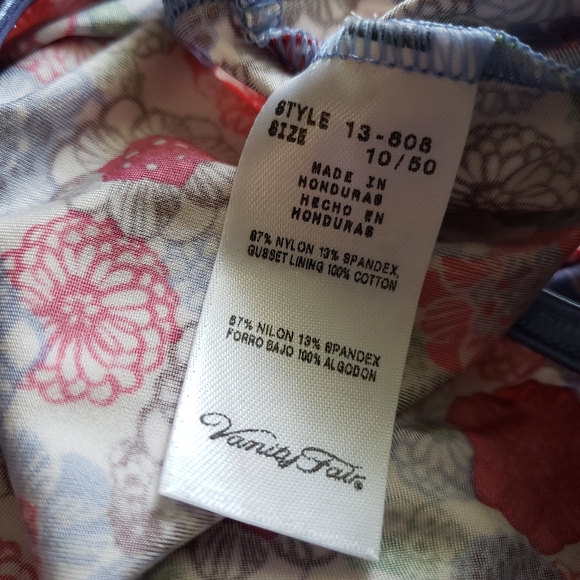 STYLE 13-808
SIZE 10/50
MADE IN
HONDURAS
HECHO EN
HONDURAS
87% NYLON 13% SPANDEX,
GUSSET LINING 100% COTTON
87% NILON 13% SPANDEX
FORRO BAJO 100% ALGODON
Vanity Fair®